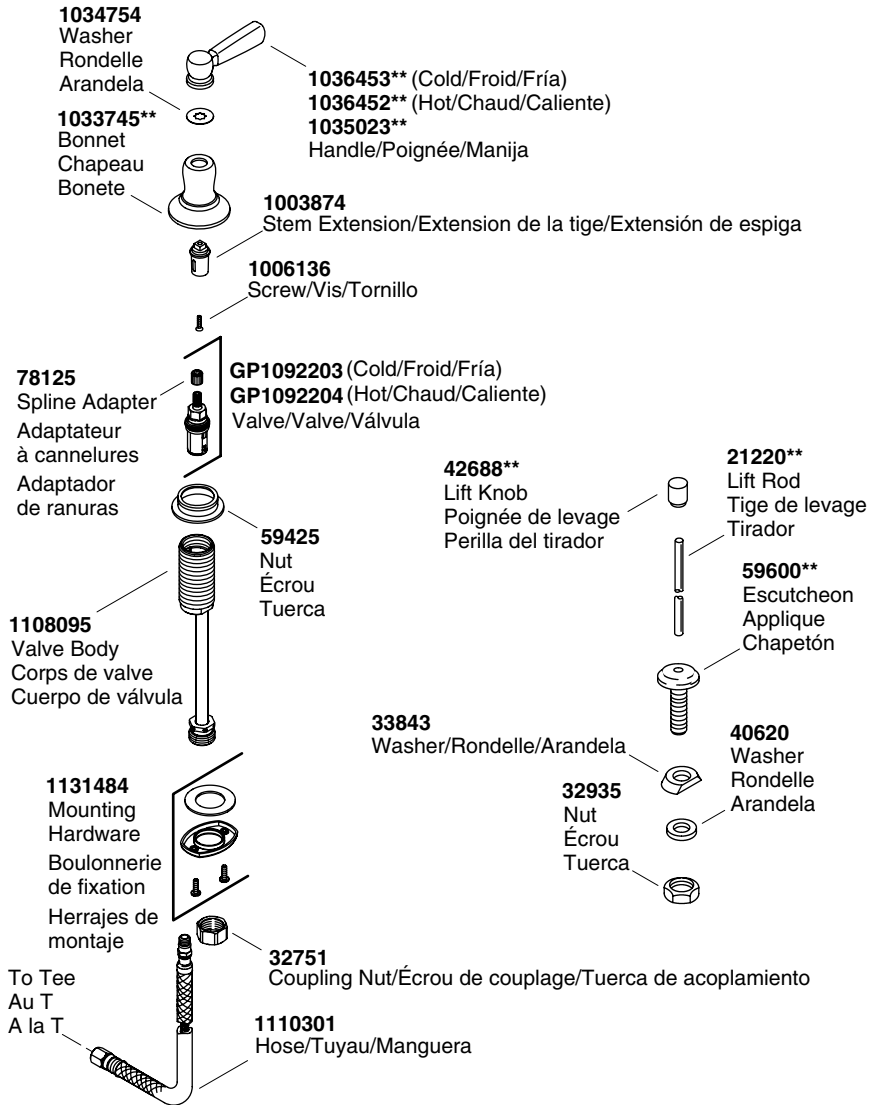 1034754
Washer
Rondelle
Arandela
1036453** (Cold/Froid/Fría)
1036452** (Hot/Chaud/Caliente)
1035023**
Handle/Poignée/Manija
1033745**
Bonnet
Chapeau
Bonete
1003874
Stem Extension/Extension de la tige/Extensión de espiga
1006136
Screw/Vis/Tornillo
GP1092203 (Cold/Froid/Fría)
GP1092204 (Hot/Chaud/Caliente)
Valve/Valve/Válvula
78125
Spline Adapter
Adaptateur
à cannelures
Adaptador
de ranuras
59425
Nut
Écrou
Tuerca
1108095
Valve Body
Corps de valve
Cuerpo de válvula
42688**
Lift Knob
Poignée de levage
Perilla del tirador
21220**
Lift Rod
Tige de levage
Tirador
59600**
Escutcheon
Applique
Chapetón
33843
Washer/Rondelle/Arandela
40620
Washer
Rondelle
Arandela
32935
Nut
Écrou
Tuerca
1131484
Mounting
Hardware
Boulonnerie
de fixation
Herrajes de
montaje
32751
Coupling Nut/Écrou de couplage/Tuerca de acoplamiento
To Tee
Au T
A la T
1110301
Hose/Tuyau/Manguera